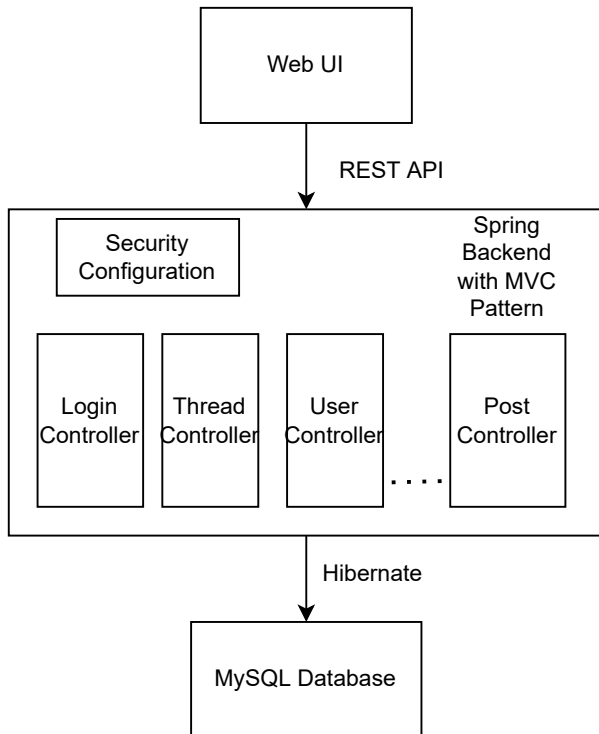 Web UI
REST API
Security
Configuration
Spring
Backend
with MVC
Pattern
Login
Controller
Thread
Controller
User
Controller
....
Post
Controller
Hibernate
MySQL Database